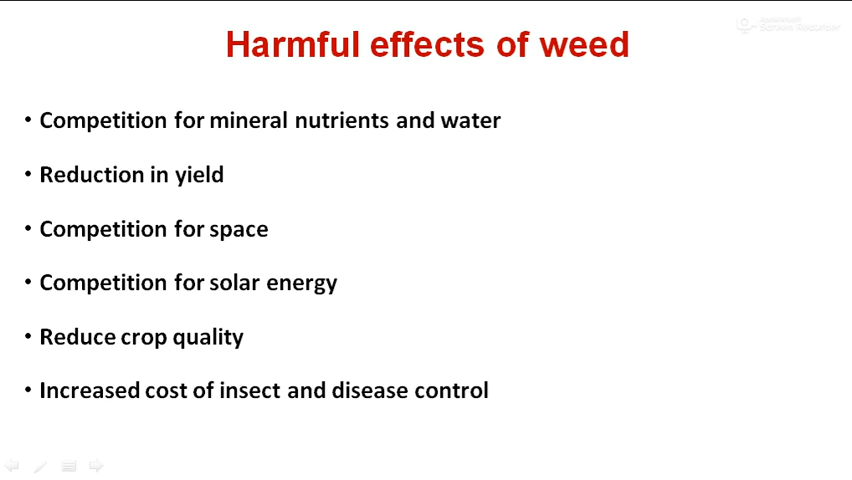 Harmful effects of weed
• Competition for mineral nutrients and water
• Reduction in yield
• Competition for space
• Competition for solar energy
• Reduce crop quality
• Increased cost of insect and disease control